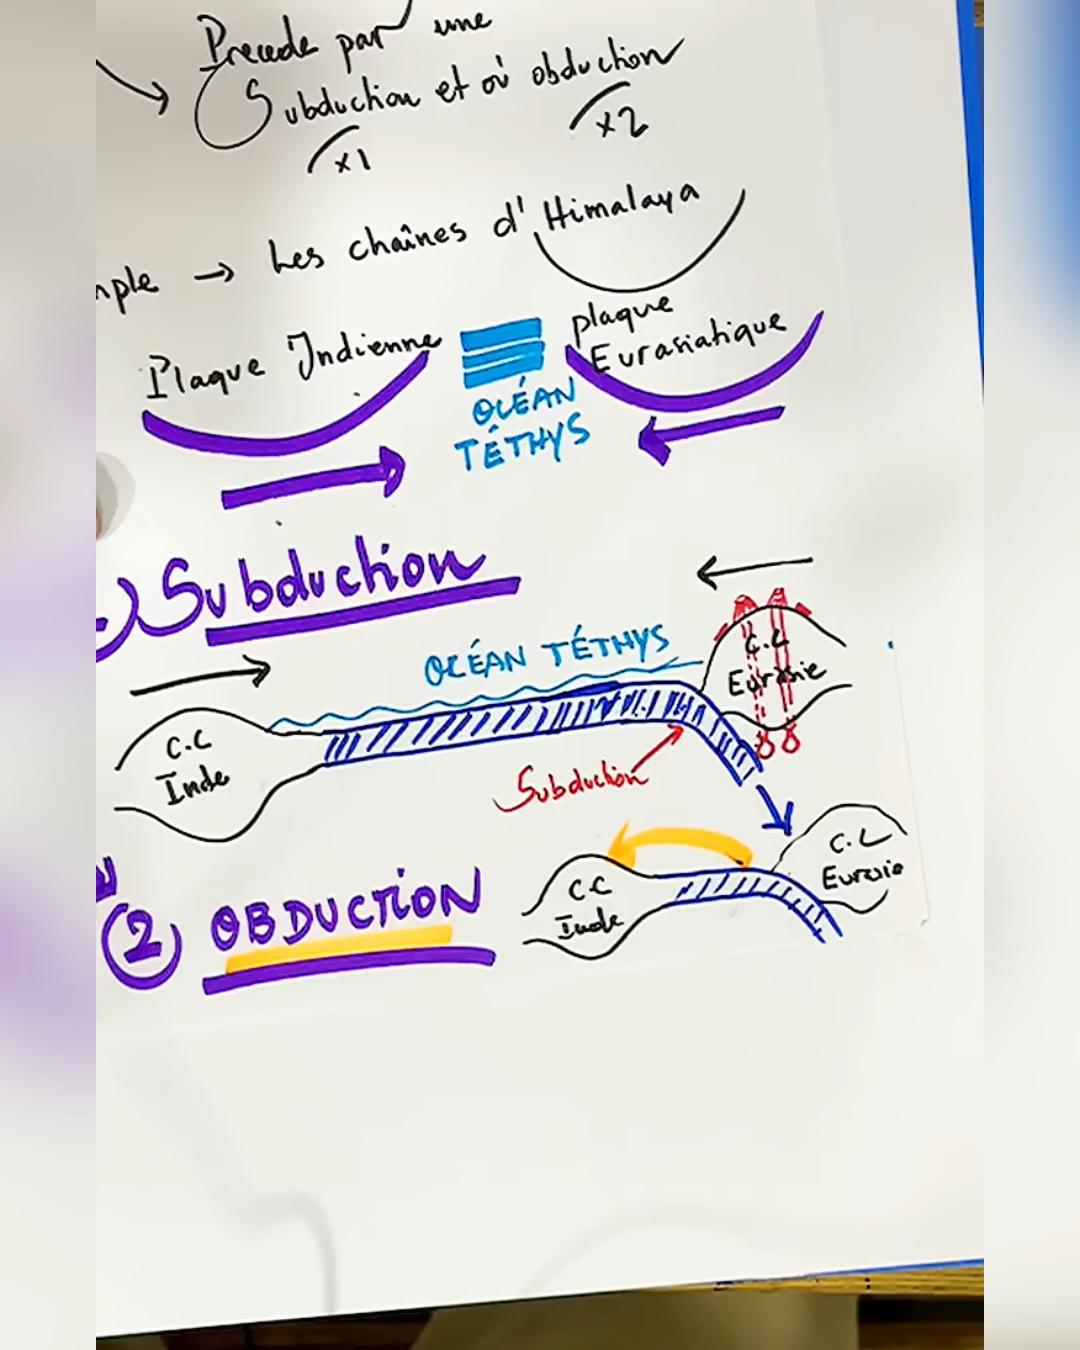 Precede par une
Subduction et où obduction
x1
x2
mple → Les chaînes d'Himalaya
Plaque Indienne
plaque
Eurasiatique
OCÉAN
TÉTHYS
-) Subduction
OCÉAN TÉTHYS
C.C
Eurasie
C.C
Inde
Subduction
② OBDUCTION
C.C
Inde
C.C
Eurasie